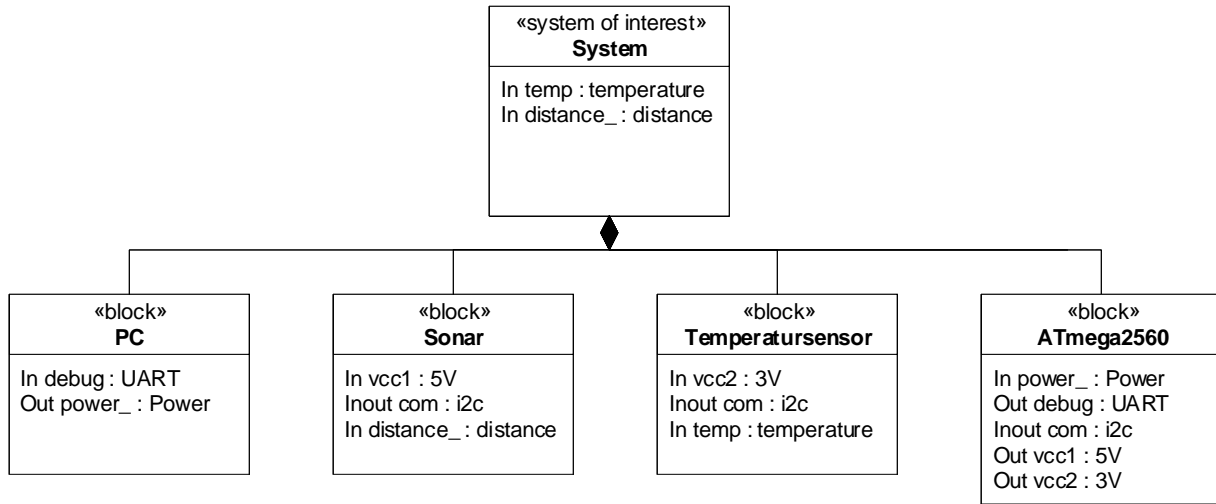 «system of interest»
System
In temp : temperature
In distance_ : distance
«block»
PC
In debug : UART
Out power_ : Power
«block»
Sonar
In vcc1 : 5V
Inout com : i2c
In distance_ : distance
«block»
Temperatursensor
In vcc2 : 3V
Inout com : i2c
In temp : temperature
«block»
ATmega2560
In power_ : Power
Out debug : UART
Inout com : i2c
Out vcc1 : 5V
Out vcc2 : 3V